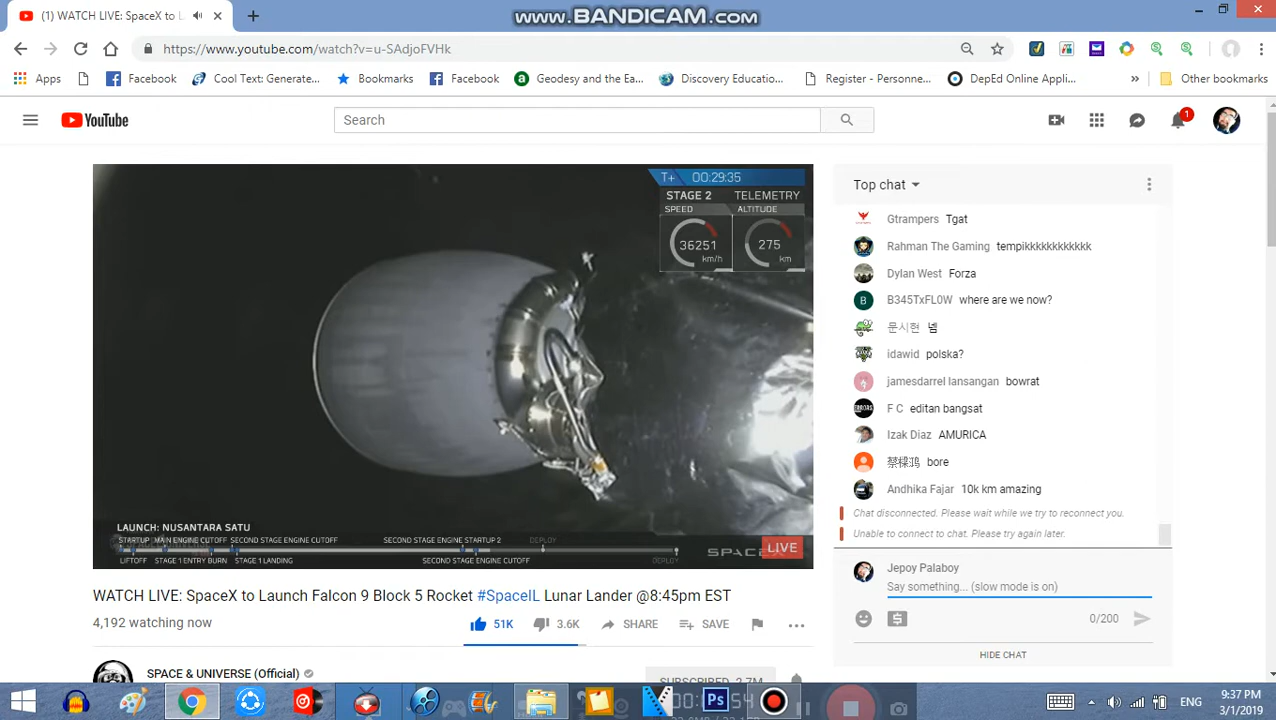 www.BANDICAM.com
(1) WATCH LIVE: SpaceX to L
https://www.youtube.com/watch?v=u-SAdjoFVHk
Apps Facebook Cool Text: Generate... Bookmarks Facebook Geodesy and the Ea... Discovery Educatio... Register - Personne... DepEd Online Appli... » Other bookmarks
YouTube
Search
1
T+ 00:29:35
STAGE 2 TELEMETRY
SPEED ALTITUDE
36251 275
km/h km
LAUNCH: NUSANTARA SATU
STARTUP MAIN ENGINE CUTOFF SECOND STAGE ENGINE CUTOFF SECOND STAGE ENGINE STARTUP 2 DEPLOY
LIFTOFF STAGE 1 ENTRY BURN STAGE 1 LANDING SECOND STAGE ENGINE CUTOFF DEPLOY
SPACEX
LIVE
Top chat
Gtrampers Tgat
Rahman The Gaming tempikkkkkkkkkkkk
Dylan West Forza
B B345TxFL0W where are we now?
문시현 넴
idawid polska?
jamesdarrel lansangan bowrat
F C editan bangsat
Izak Diaz AMURICA
bore
Andhika Fajar 10k km amazing
Chat disconnected. Please wait while we try to reconnect you.
Unable to connect to chat. Please try again later.
Jepoy Palaboy
Say something... (slow mode is on)
0/200
HIDE CHAT
WATCH LIVE: SpaceX to Launch Falcon 9 Block 5 Rocket #SpaceIL Lunar Lander @8:45pm EST
4,192 watching now
51K 3.6K SHARE SAVE
SPACE & UNIVERSE (Official)
SUBSCRIBED 2.7M
Ps
ENG
9:37 PM
3/1/2019